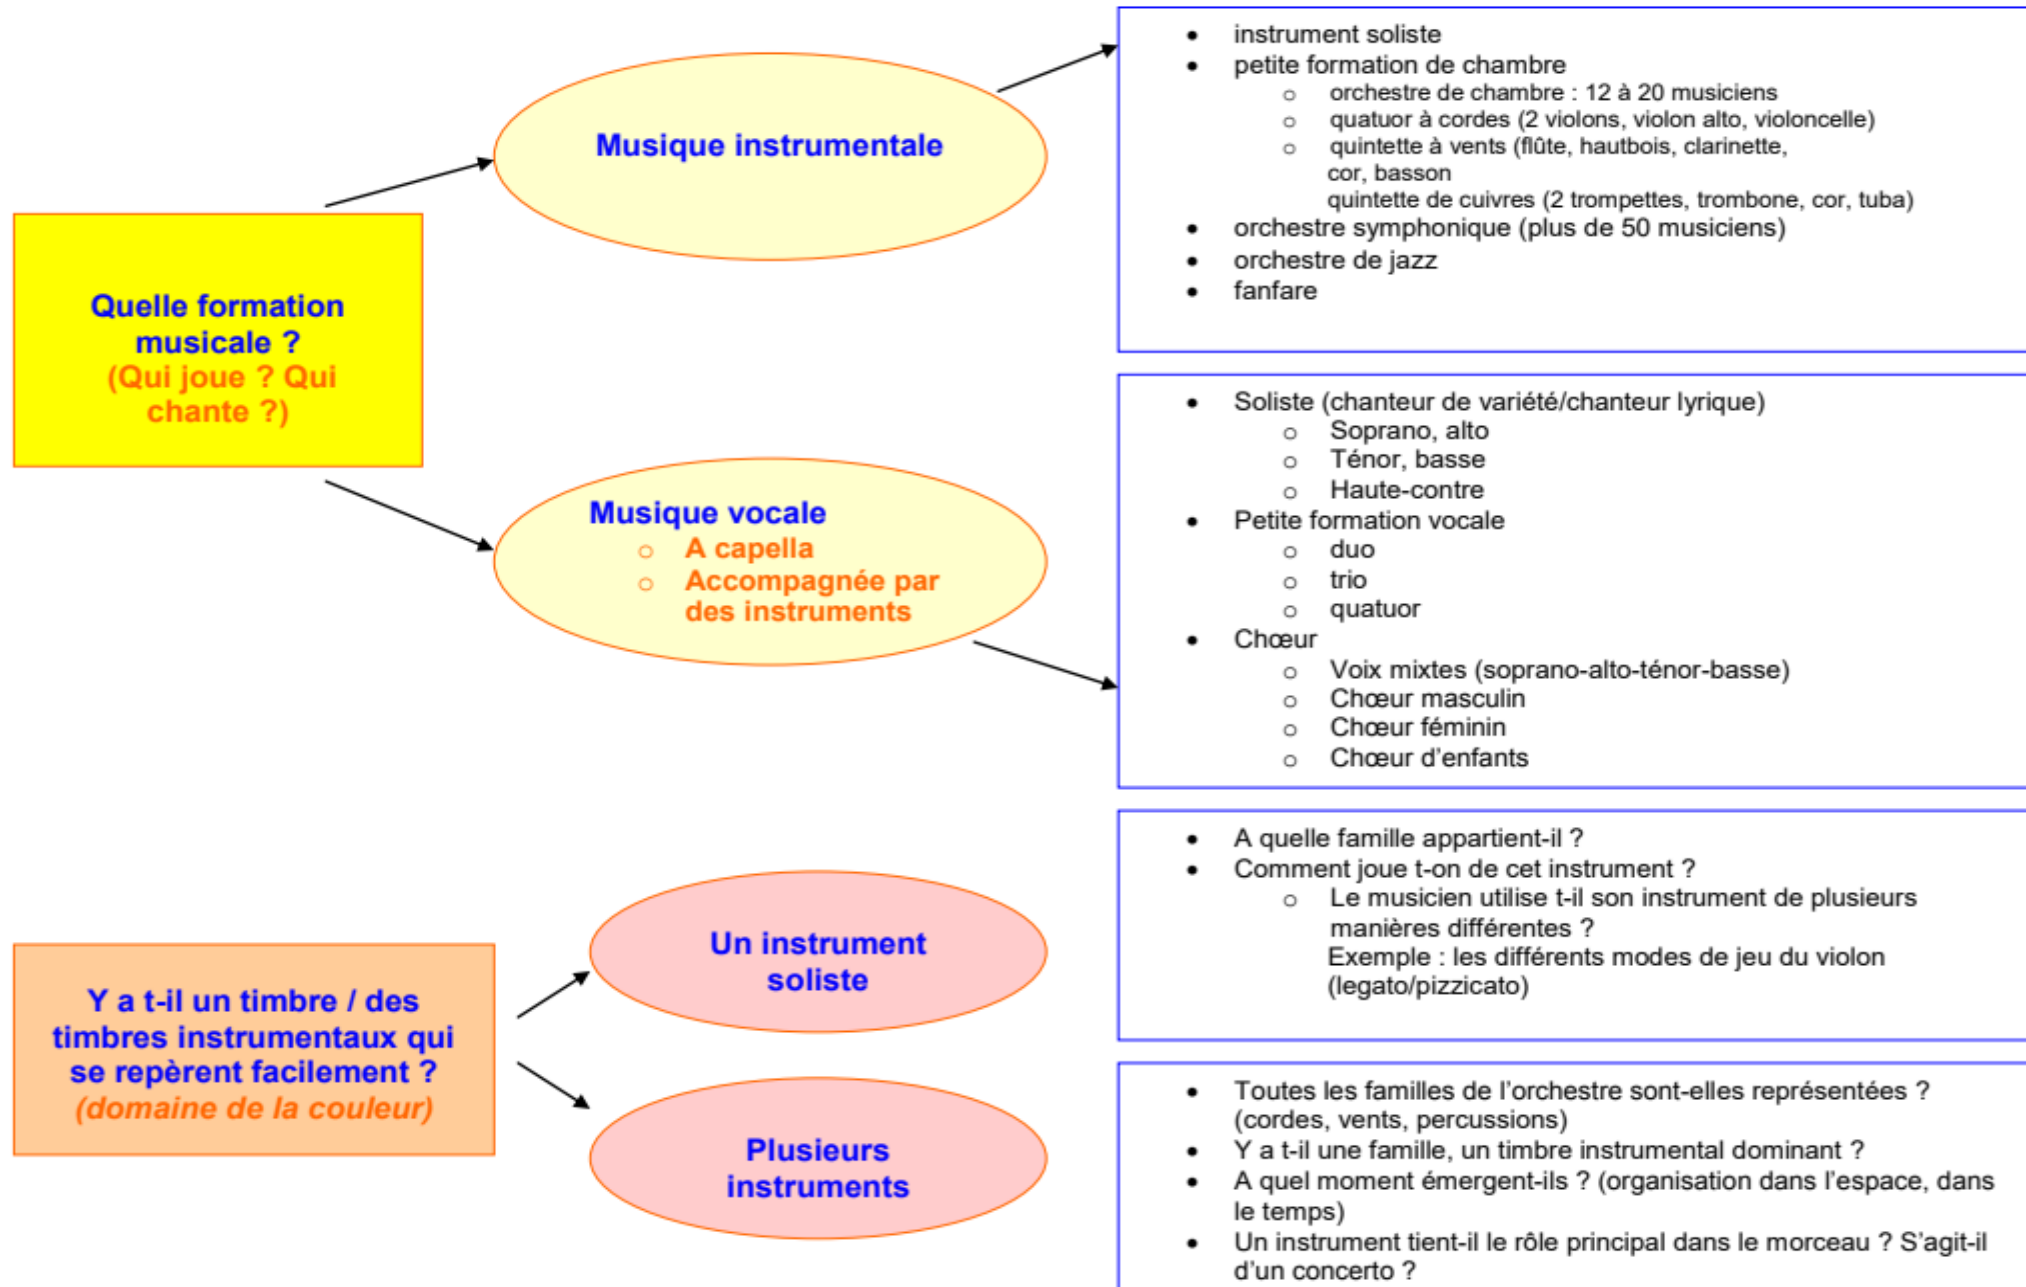 Quelle formation
musicale ?
(Qui joue ? Qui
chante ?)
Musique instrumentale
• instrument soliste
• petite formation de chambre
o orchestre de chambre : 12 à 20 musiciens
o quatuor à cordes (2 violons, violon alto, violoncelle)
o quintette à vents (flûte, hautbois, clarinette,
cor, basson
quintette de cuivres (2 trompettes, trombone, cor, tuba)
• orchestre symphonique (plus de 50 musiciens)
• orchestre de jazz
• fanfare
Musique vocale
o A capella
o Accompagnée par
des instruments
• Soliste (chanteur de variété/chanteur lyrique)
o Soprano, alto
o Ténor, basse
o Haute-contre
• Petite formation vocale
o duo
o trio
o quatuor
• Chœur
o Voix mixtes (soprano-alto-ténor-basse)
o Chœur masculin
o Chœur féminin
o Chœur d'enfants
Y a t-il un timbre / des
timbres instrumentaux qui
se repèrent facilement ?
(domaine de la couleur)
Un instrument
soliste
• A quelle famille appartient-il ?
• Comment joue t-on de cet instrument ?
o Le musicien utilise t-il son instrument de plusieurs
manières différentes ?
Exemple : les différents modes de jeu du violon
(legato/pizzicato)
Plusieurs
instruments
• Toutes les familles de l'orchestre sont-elles représentées ?
(cordes, vents, percussions)
• Y a t-il une famille, un timbre instrumental dominant ?
• A quel moment émergent-ils ? (organisation dans l'espace, dans
le temps)
• Un instrument tient-il le rôle principal dans le morceau ? S'agit-il
d'un concerto ?